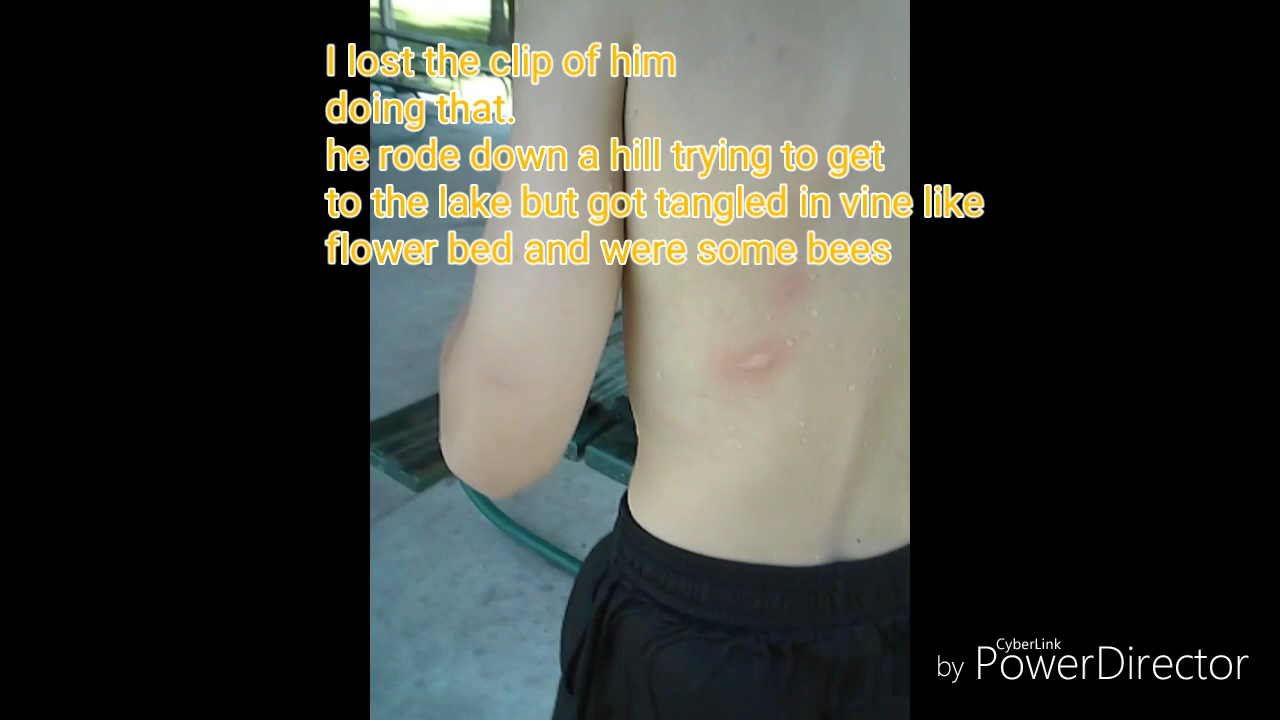 I lost the clip of him
doing that.
he rode down a hill trying to get
to the lake but got tangled in vine like
flower bed and were some bees
CyberLink
by PowerDirector